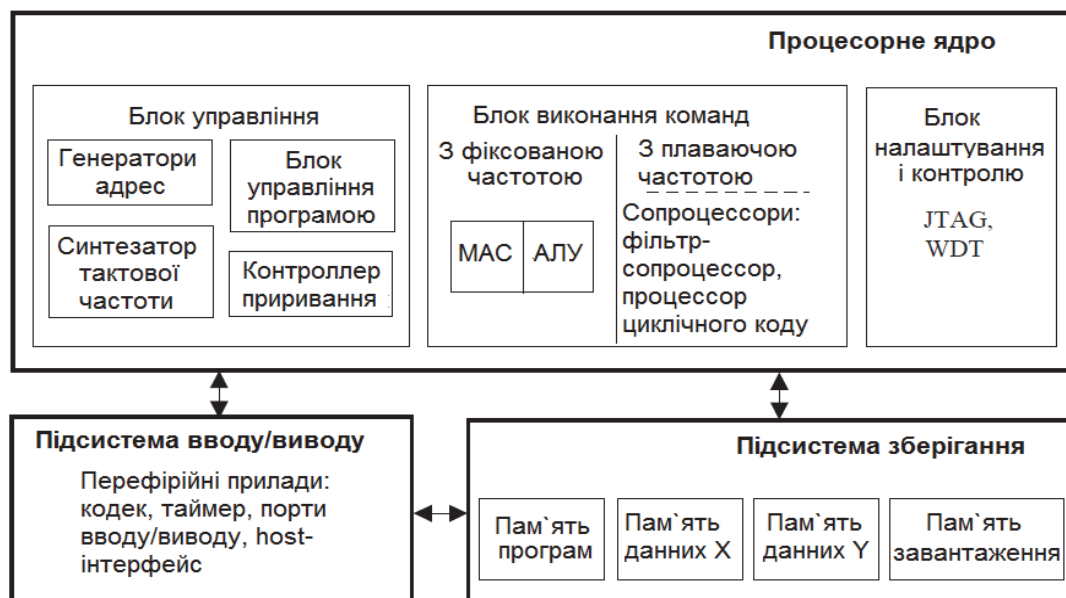 Процесорне ядро
Блок управління
Генератори
адрес
Блок
управління
програмою
Синтезатор
тактової
частоти
Контроллер
приривання
Блок виконання команд
З фіксованою
частотою
МАС АЛУ
З плаваючою
частотою
Сопроцессори:
фільтр-
сопроцессор,
процессор
циклічного коду
Блок
налаштування
і контролю
JTAG,
WDT
Підсистема вводу/виводу
Перефірійні прилади:
кодек, таймер, порти
вводу/виводу, host-
інтерфейс
Підсистема зберігання
Пам`ять
програм
Пам`ять
данних X
Пам`ять
данних Y
Пам`ять
завантаження